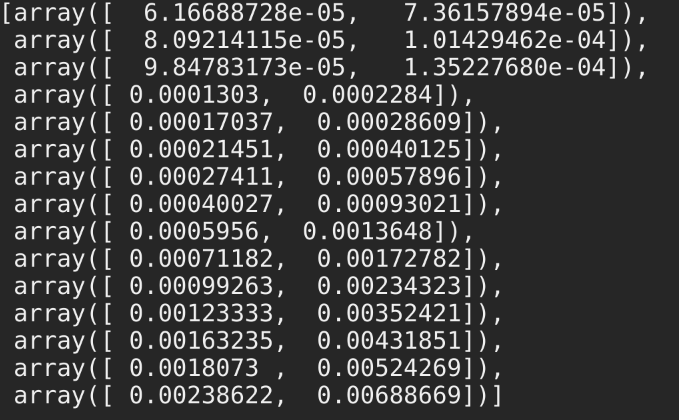 [array([  6.16688728e-05,   7.36157894e-05]),
 array([  8.09214115e-05,   1.01429462e-04]),
 array([  9.84783173e-05,   1.35227680e-04]),
 array([ 0.0001303,  0.0002284]),
 array([ 0.00017037,  0.00028609]),
 array([ 0.00021451,  0.00040125]),
 array([ 0.00027411,  0.00057896]),
 array([ 0.00040027,  0.00093021]),
 array([ 0.0005956,  0.0013648]),
 array([ 0.00071182,  0.00172782]),
 array([ 0.00099263,  0.00234323]),
 array([ 0.00123333,  0.00352421]),
 array([ 0.00163235,  0.00431851]),
 array([ 0.0018073 ,  0.00524269]),
 array([ 0.00238622,  0.00688669])]